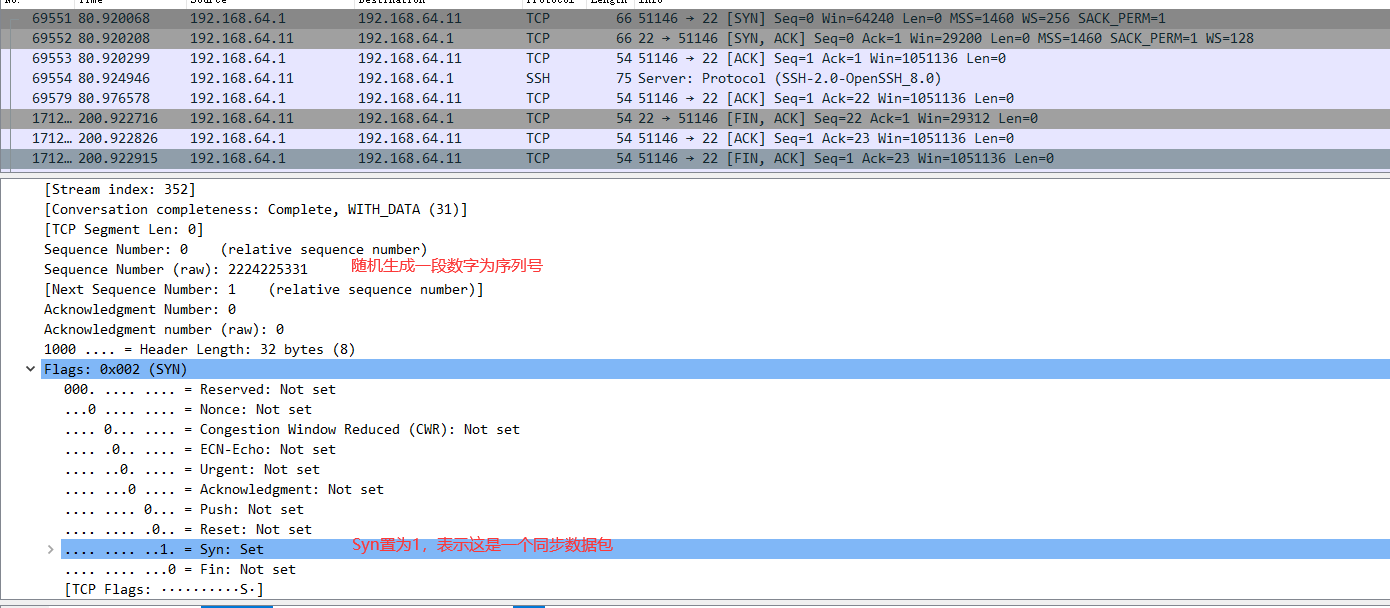 No. Time Source Destination Protocol Length Info
69551 80.920068 192.168.64.1 192.168.64.11 TCP 66 51146 → 22 [SYN] Seq=0 Win=64240 Len=0 MSS=1460 WS=256 SACK_PERM=1
69552 80.920208 192.168.64.11 192.168.64.1 TCP 66 22 → 51146 [SYN, ACK] Seq=0 Ack=1 Win=29200 Len=0 MSS=1460 SACK_PERM=1 WS=128
69553 80.920299 192.168.64.1 192.168.64.11 TCP 54 51146 → 22 [ACK] Seq=1 Ack=1 Win=1051136 Len=0
69554 80.924946 192.168.64.11 192.168.64.1 SSH 75 Server: Protocol (SSH-2.0-OpenSSH_8.0)
69579 80.976578 192.168.64.1 192.168.64.11 TCP 54 51146 → 22 [ACK] Seq=1 Ack=22 Win=1051136 Len=0
1712… 200.922716 192.168.64.11 192.168.64.1 TCP 54 22 → 51146 [FIN, ACK] Seq=22 Ack=1 Win=29312 Len=0
1712… 200.922826 192.168.64.1 192.168.64.11 TCP 54 51146 → 22 [ACK] Seq=1 Ack=23 Win=1051136 Len=0
1712… 200.922915 192.168.64.1 192.168.64.11 TCP 54 51146 → 22 [FIN, ACK] Seq=1 Ack=23 Win=1051136 Len=0
[Stream index: 352]
[Conversation completeness: Complete, WITH_DATA (31)]
[TCP Segment Len: 0]
Sequence Number: 0 (relative sequence number)
Sequence Number (raw): 2224225331 随机生成一段数字为序列号
[Next Sequence Number: 1 (relative sequence number)]
Acknowledgment Number: 0
Acknowledgment number (raw): 0
1000 .... = Header Length: 32 bytes (8)
Flags: 0x002 (SYN)
000. .... .... = Reserved: Not set
...0 .... .... = Nonce: Not set
.... 0... .... = Congestion Window Reduced (CWR): Not set
.... .0.. .... = ECN-Echo: Not set
.... ..0. .... = Urgent: Not set
.... ...0 .... = Acknowledgment: Not set
.... .... 0... = Push: Not set
.... .... .0.. = Reset: Not set
.... .... ..1. = Syn: Set Syn置为1，表示这是一个同步数据包
.... .... ...0 = Fin: Not set
[TCP Flags: ··········S·]